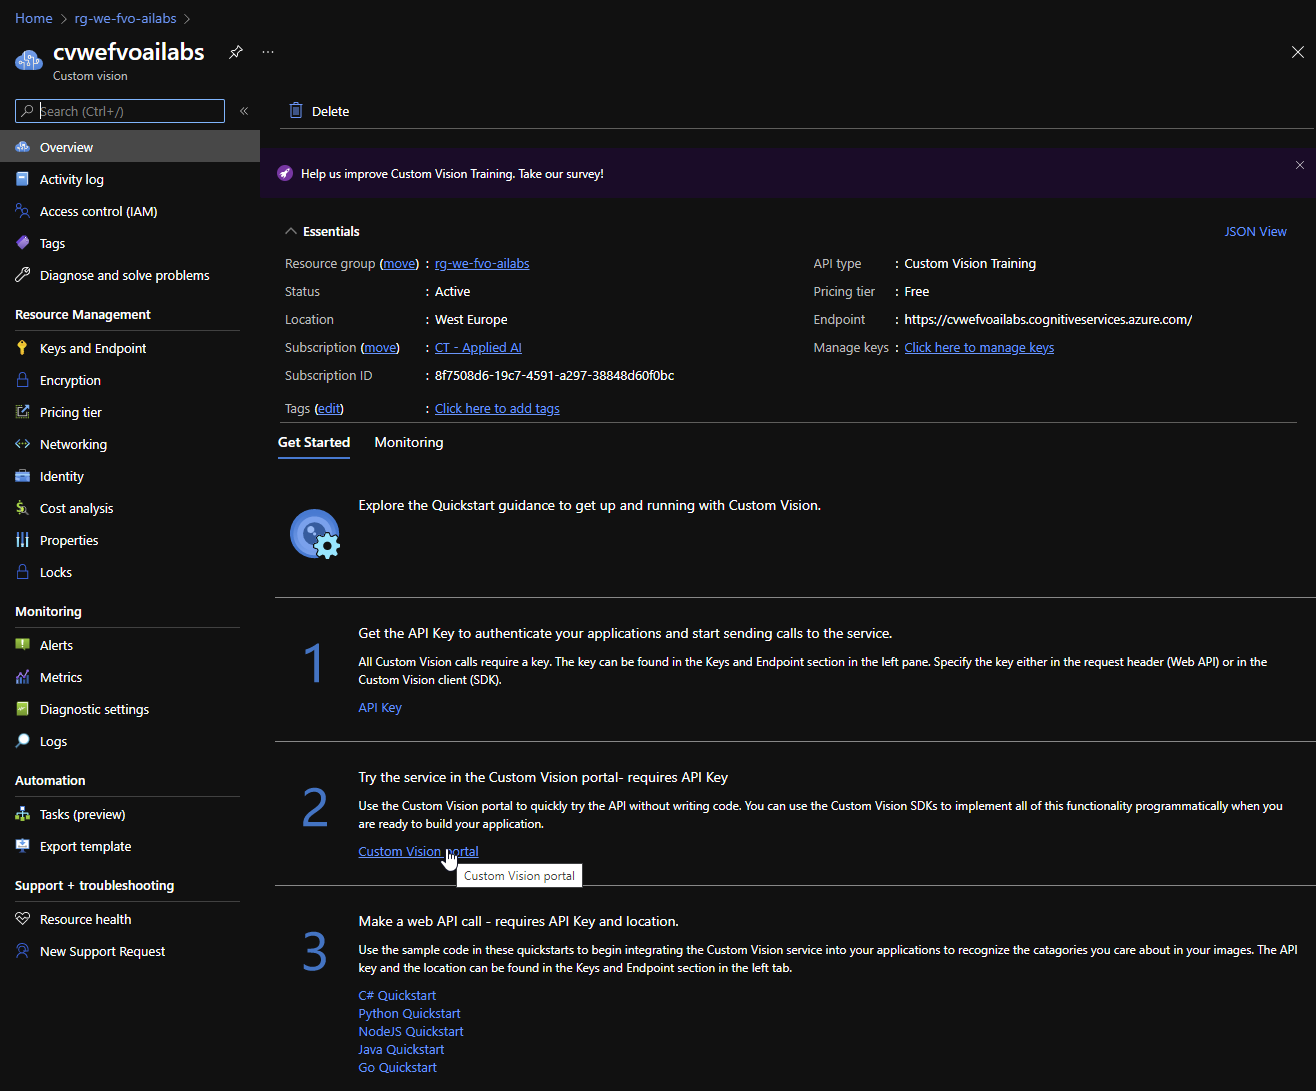 Home > rg-we-fvo-ailabs >
cvwefvoailabs
Custom vision
Search (Ctrl+/)
«
Overview
Activity log
Access control (IAM)
Tags
Diagnose and solve problems
Resource Management
Keys and Endpoint
Encryption
Pricing tier
Networking
Identity
Cost analysis
Properties
Locks
Monitoring
Alerts
Metrics
Diagnostic settings
Logs
Automation
Tasks (preview)
Export template
Support + troubleshooting
Resource health
New Support Request
Delete
Help us improve Custom Vision Training. Take our survey!
Essentials
JSON View
Resource group (move) : rg-we-fvo-ailabs
Status : Active
Location : West Europe
Subscription (move) : CT - Applied AI
Subscription ID : 8f7508d6-19c7-4591-a297-38848d60f0bc
Tags (edit) : Click here to add tags
API type : Custom Vision Training
Pricing tier : Free
Endpoint : https://cvwefvoailabs.cognitiveservices.azure.com/
Manage keys : Click here to manage keys
Get Started Monitoring
Explore the Quickstart guidance to get up and running with Custom Vision.
1
Get the API Key to authenticate your applications and start sending calls to the service.
All Custom Vision calls require a key. The key can be found in the Keys and Endpoint section in the left pane. Specify the key either in the request header (Web API) or in the
Custom Vision client (SDK).
API Key
2
Try the service in the Custom Vision portal- requires API Key
Use the Custom Vision portal to quickly try the API without writing code. You can use the Custom Vision SDKs to implement all of this functionality programmatically when you
are ready to build your application.
Custom Vision portal
Custom Vision portal
3
Make a web API call - requires API Key and location.
Use the sample code in these quickstarts to begin integrating the Custom Vision service into your applications to recognize the catagories you care about in your images. The API
key and the location can be found in the Keys and Endpoint section in the left tab.
C# Quickstart
Python Quickstart
NodeJS Quickstart
Java Quickstart
Go Quickstart